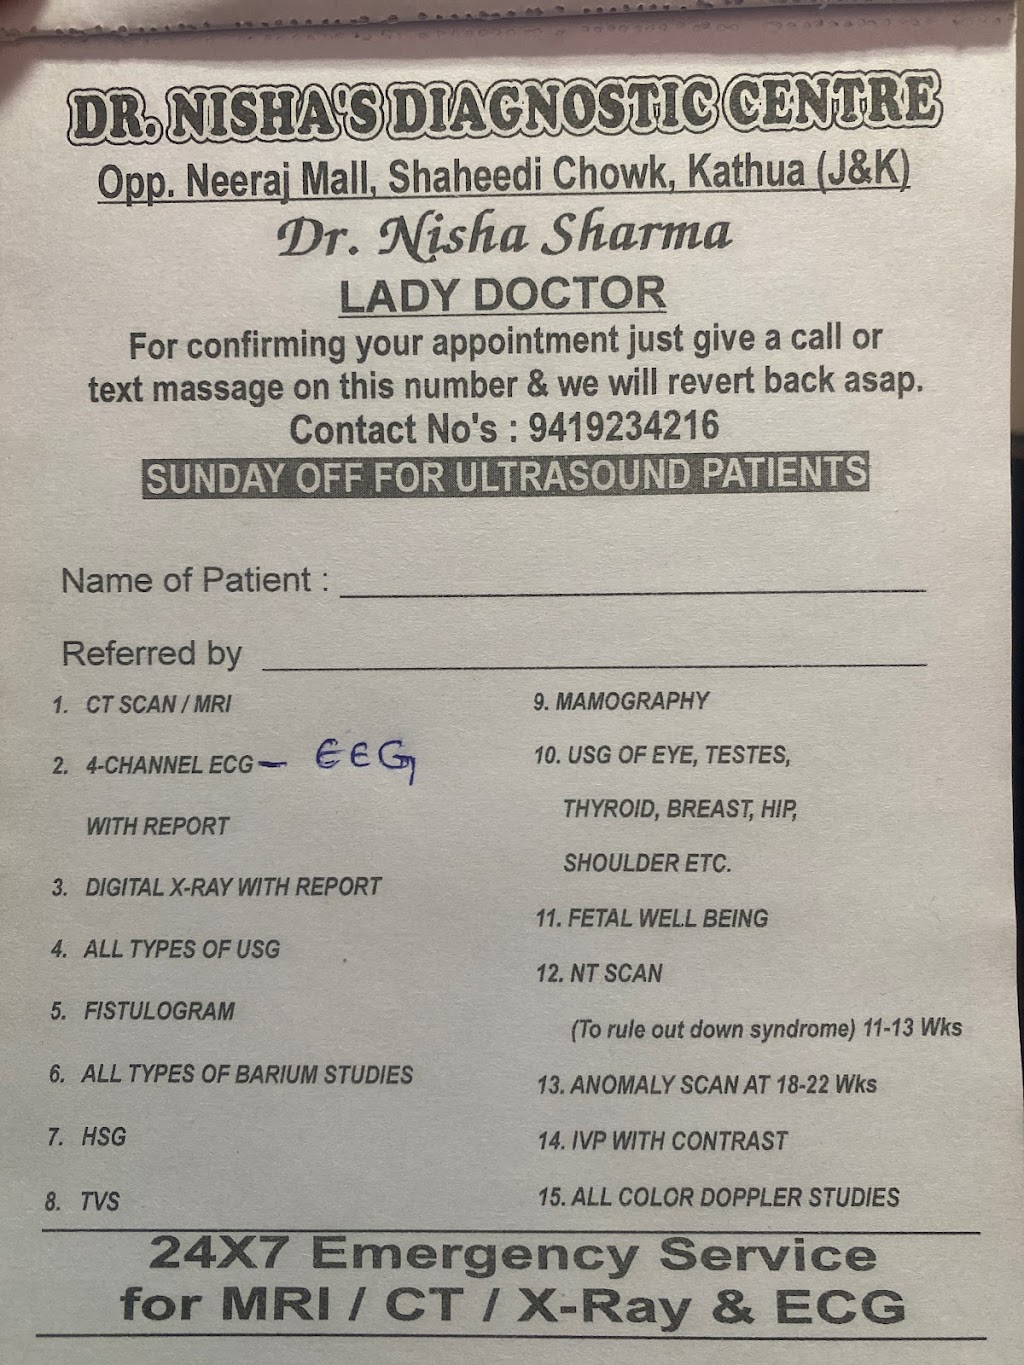 DR. NISHA'S DIAGNOSTIC CENTRE
Opp. Neeraj Mall, Shaheedi Chowk, Kathua (J&K)
Dr. Nisha Sharma
LADY DOCTOR
For confirming your appointment just give a call or
text massage on this number & we will revert back asap.
Contact No's : 9419234216
SUNDAY OFF FOR ULTRASOUND PATIENTS
Name of Patient :
Referred by
1. CT SCAN / MRI
2. 4-CHANNEL ECG – EEG
WITH REPORT
3. DIGITAL X-RAY WITH REPORT
4. ALL TYPES OF USG
5. FISTULOGRAM
6. ALL TYPES OF BARIUM STUDIES
7. HSG
8. TVS
9. MAMOGRAPHY
10. USG OF EYE, TESTES,
THYROID, BREAST, HIP,
SHOULDER ETC.
11. FETAL WELL BEING
12. NT SCAN
(To rule out down syndrome) 11-13 Wks
13. ANOMALY SCAN AT 18-22 Wks
14. IVP WITH CONTRAST
15. ALL COLOR DOPPLER STUDIES
24X7 Emergency Service
for MRI / CT / X-Ray & ECG